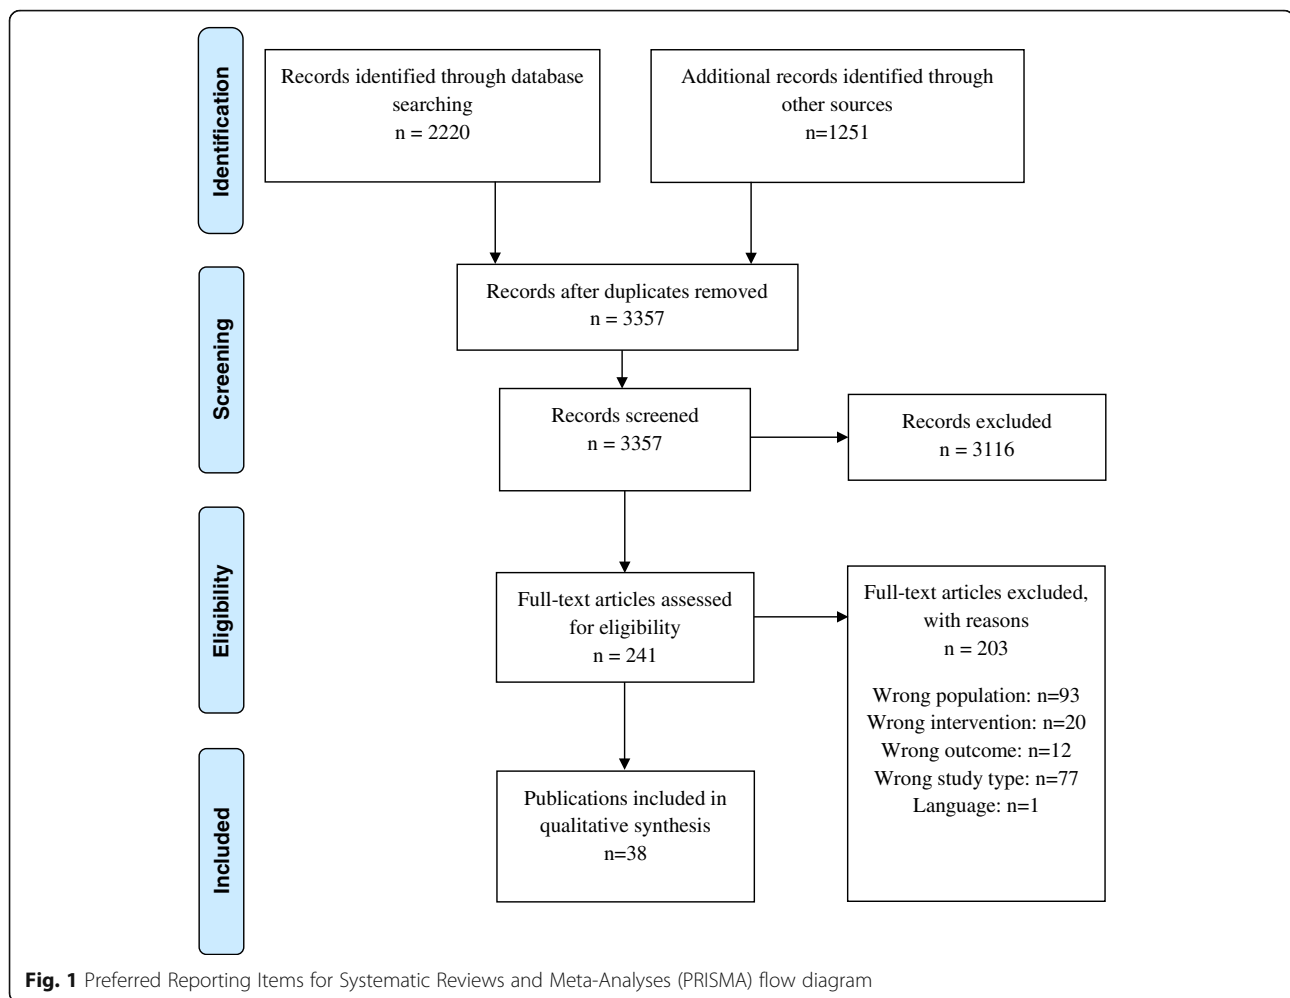 Identification
Records identified through database
searching
n = 2220
Additional records identified through
other sources
n=1251
Screening
Records after duplicates removed
n = 3357
Records screened
n = 3357
Records excluded
n = 3116
Eligibility
Full-text articles assessed
for eligibility
n = 241
Full-text articles excluded,
with reasons
n = 203
Wrong population: n=93
Wrong intervention: n=20
Wrong outcome: n=12
Wrong study type: n=77
Language: n=1
Included
Publications included in
qualitative synthesis
n=38
Fig. 1 Preferred Reporting Items for Systematic Reviews and Meta-Analyses (PRISMA) flow diagram